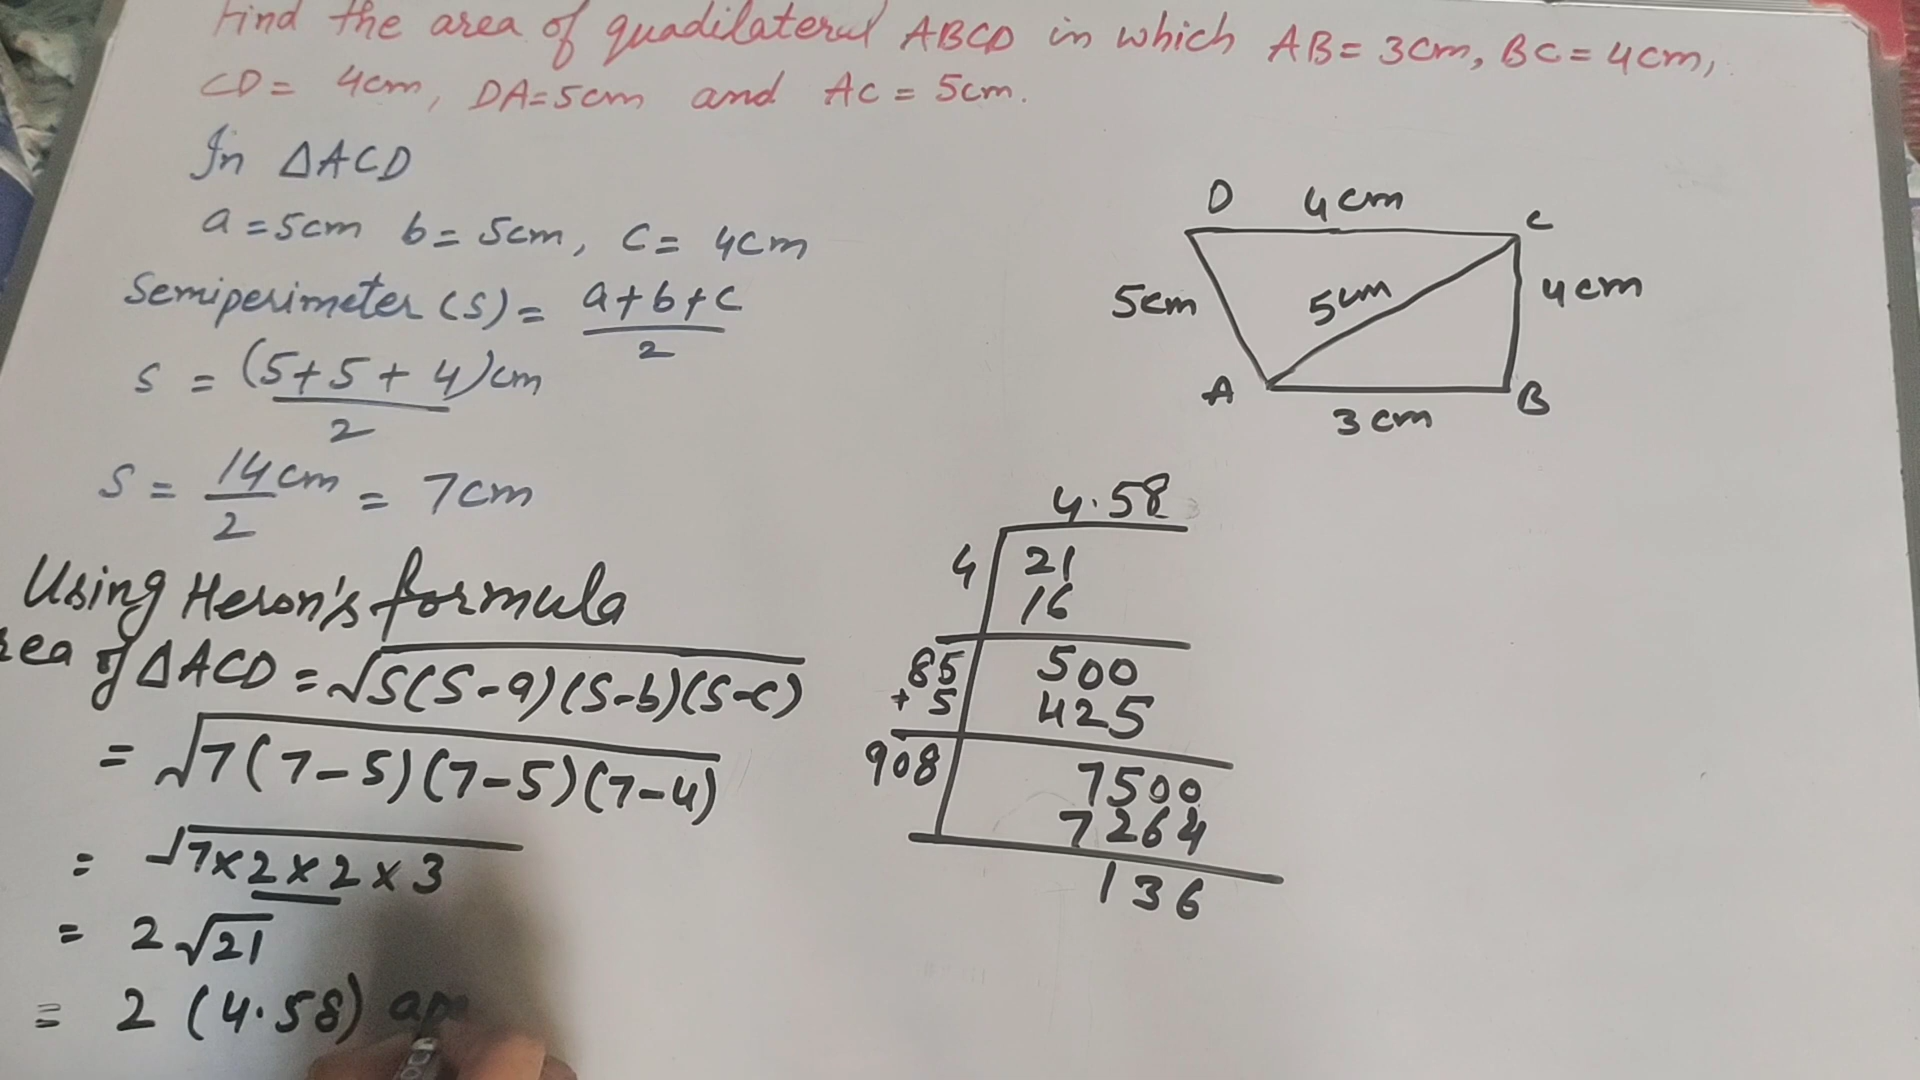 Find the area of quadilateral ABCD in which AB = 3cm, BC = 4cm,
CD = 4cm, DA=5cm and AC = 5cm.
In △ACD
a = 5cm b = 5cm, c = 4cm
Semiperimeter (s) = a+b+c / 2
s = (5+5+4)cm / 2
s = 14cm / 2 = 7cm
Using Heron's formula
rea of △ACD = √s(s-a)(s-b)(s-c)
= √7(7-5)(7-5)(7-4)
= √7×2×2×3
= 2√21
= 2 (4.58)
D 4cm C
5cm 5cm 4cm
A 3cm B
4.58
4 21
16
85 500
+5 425
908 7500
7264
136